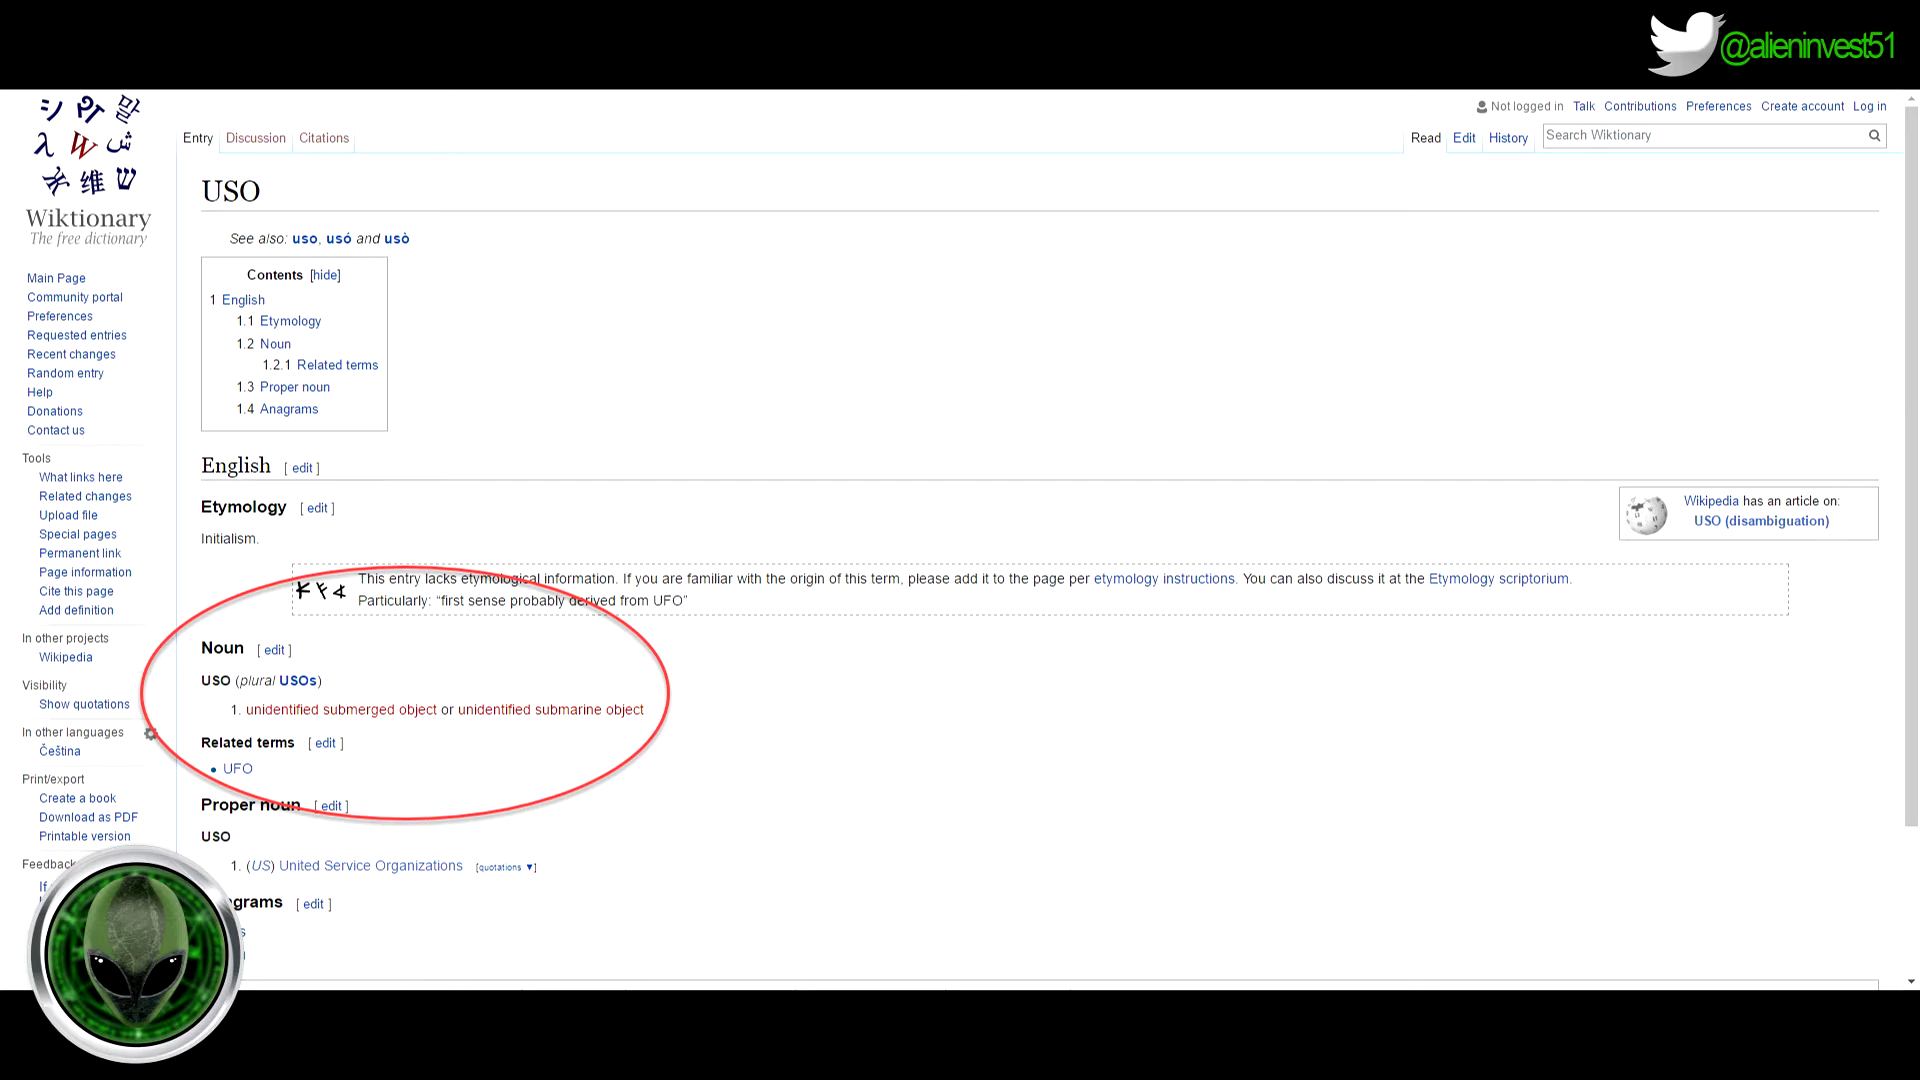 @alieninvest51
シ
말
λ W ش
维 ש
Wiktionary
The free dictionary
Not logged in Talk Contributions Preferences Create account Log in
Entry Discussion Citations Read Edit History Search Wiktionary
USO
See also: uso, usó and usò
Contents [hide]
1 English
1.1 Etymology
1.2 Noun
1.2.1 Related terms
1.3 Proper noun
1.4 Anagrams
Main Page
Community portal
Preferences
Requested entries
Recent changes
Random entry
Help
Donations
Contact us
Tools
What links here
Related changes
Upload file
Special pages
Permanent link
Page information
Cite this page
Add definition
In other projects
Wikipedia
Visibility
Show quotations
In other languages
Čeština
Print/export
Create a book
Download as PDF
Printable version
Feedback
If
English [ edit ]
Etymology [ edit ]
Initialism.
Wikipedia has an article on:
USO (disambiguation)
This entry lacks etymological information. If you are familiar with the origin of this term, please add it to the page per etymology instructions. You can also discuss it at the Etymology scriptorium.
Particularly: “first sense probably derived from UFO”
Noun [ edit ]
USO (plural USOs)
1. unidentified submerged object or unidentified submarine object
Related terms [ edit ]
• UFO
Proper noun [ edit ]
USO
1. (US) United Service Organizations [quotations ▼]
grams [ edit ]
s